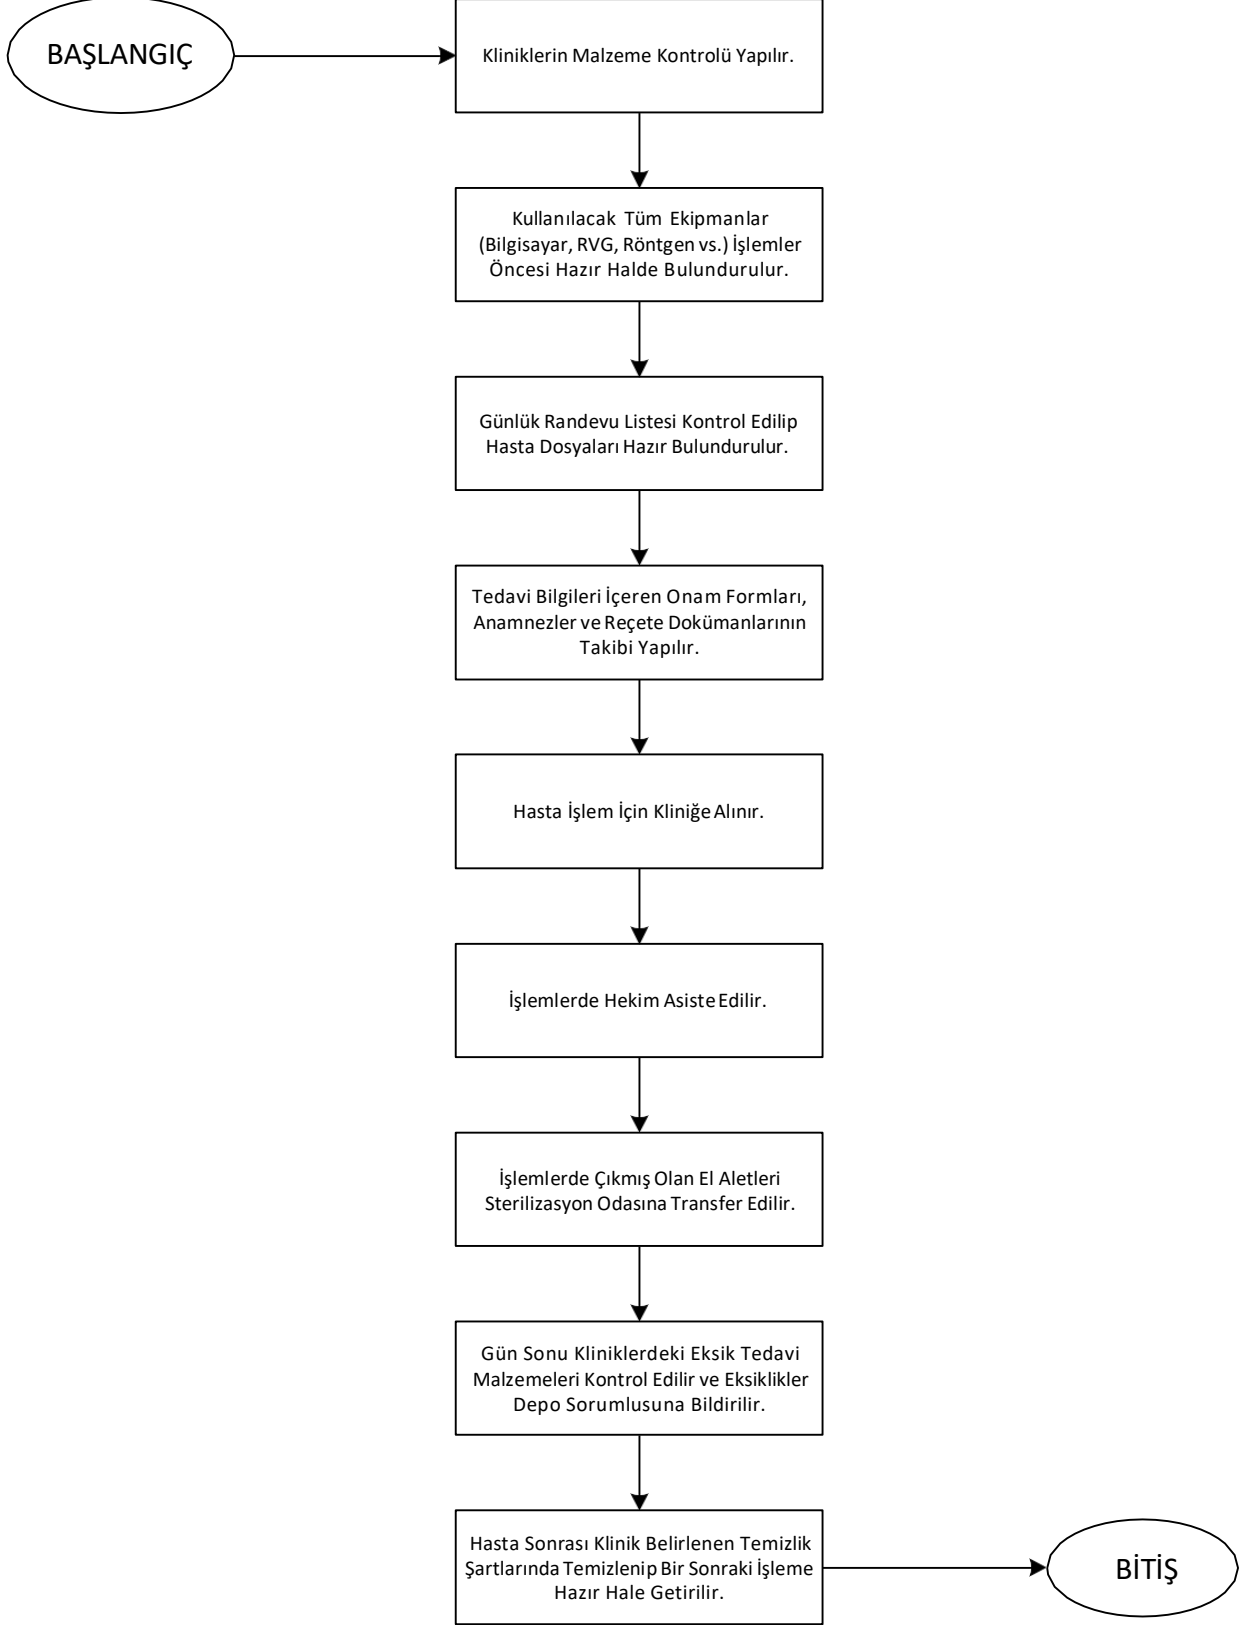 BAŞLANGIÇ
Kliniklerin Malzeme Kontrolü Yapılır.
Kullanılacak Tüm Ekipmanlar
(Bilgisayar, RVG, Röntgen vs.) İşlemler
Öncesi Hazır Halde Bulundurulur.
Günlük Randevu Listesi Kontrol Edilip
Hasta Dosyaları Hazır Bulundurulur.
Tedavi Bilgileri İçeren Onam Formları,
Anamnezler ve Reçete Dokümanlarının
Takibi Yapılır.
Hasta İşlem İçin Kliniğe Alınır.
İşlemlerde Hekim Asiste Edilir.
İşlemlerde Çıkmış Olan El Aletleri
Sterilizasyon Odasına Transfer Edilir.
Gün Sonu Kliniklerdeki Eksik Tedavi
Malzemeleri Kontrol Edilir ve Eksiklikler
Depo Sorumlusuna Bildirilir.
Hasta Sonrası Klinik Belirlenen Temizlik
Şartlarında Temizlenip Bir Sonraki İşleme
Hazır Hale Getirilir.
BİTİŞ